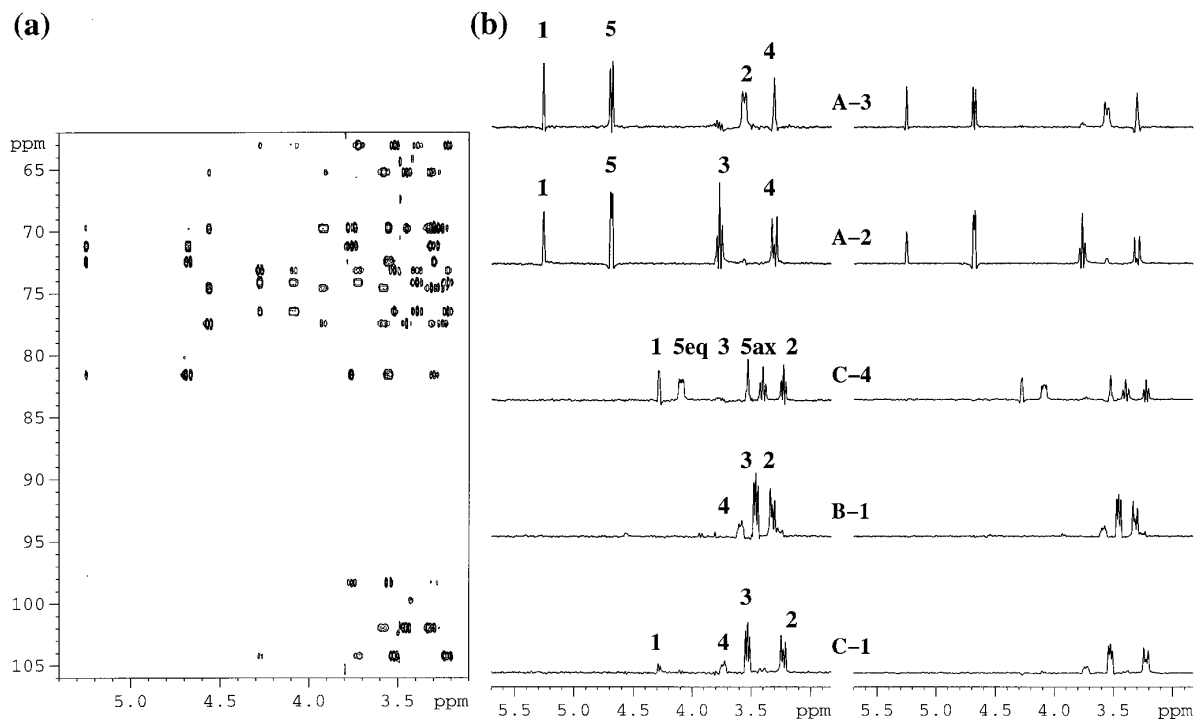 (a)
ppm
65
70
75
80
85
90
95
100
105
5.0 4.5 4.0 3.5 ppm
(b)
1 5 2 4
A-3
1 5 3 4
A-2
1 5eq 3 5ax 2
C-4
4 3 2
B-1
1 4 3 2
C-1
5.5 5.0 4.5 4.0 3.5 ppm
5.5 5.0 4.5 4.0 3.5 ppm